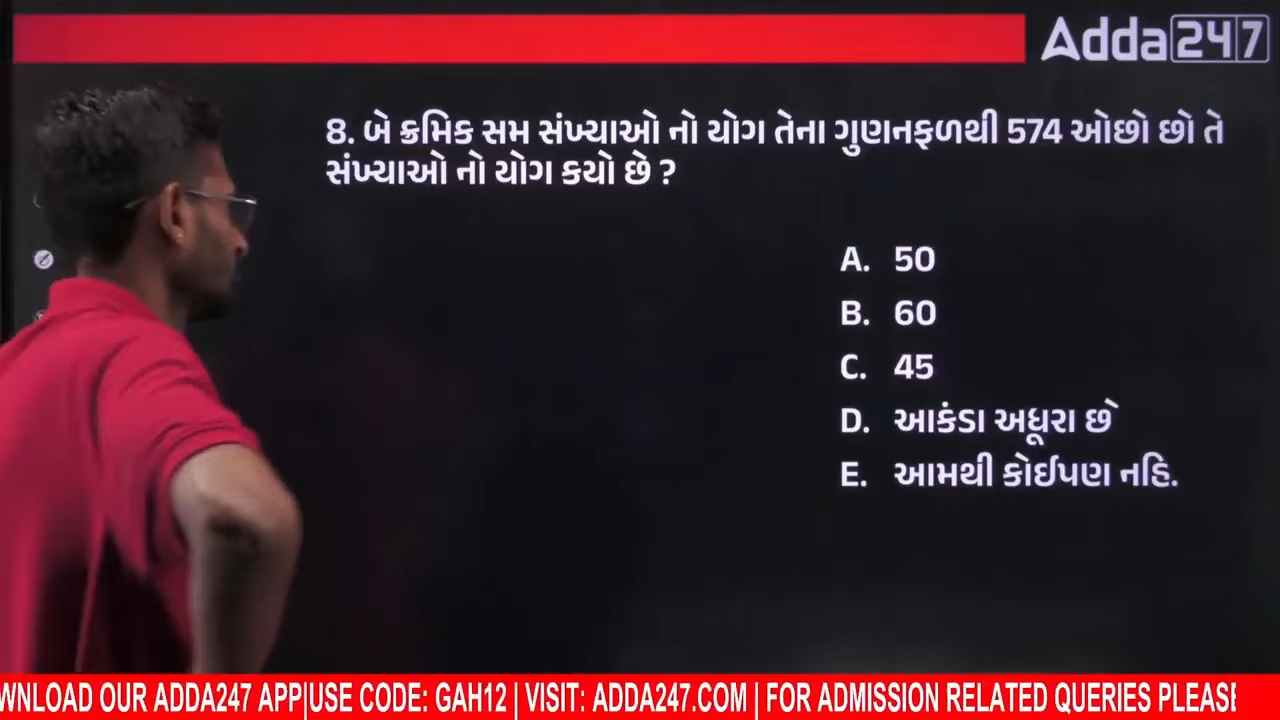 Adda247
8. બે ક્રમિક સમ સંખ્યાઓ નો યોગ તેના ગુણનફળથી 574 ઓછો છો તે
સંખ્યાઓ નો યોગ કયો છે ?
A. 50
B. 60
C. 45
D. આકંડા અધૂરા છે
E. આમથી કોઈપણ નહિ.
WNLOAD OUR ADDA247 APP|USE CODE: GAH12 | VISIT: ADDA247.COM | FOR ADMISSION RELATED QUERIES PLEASE